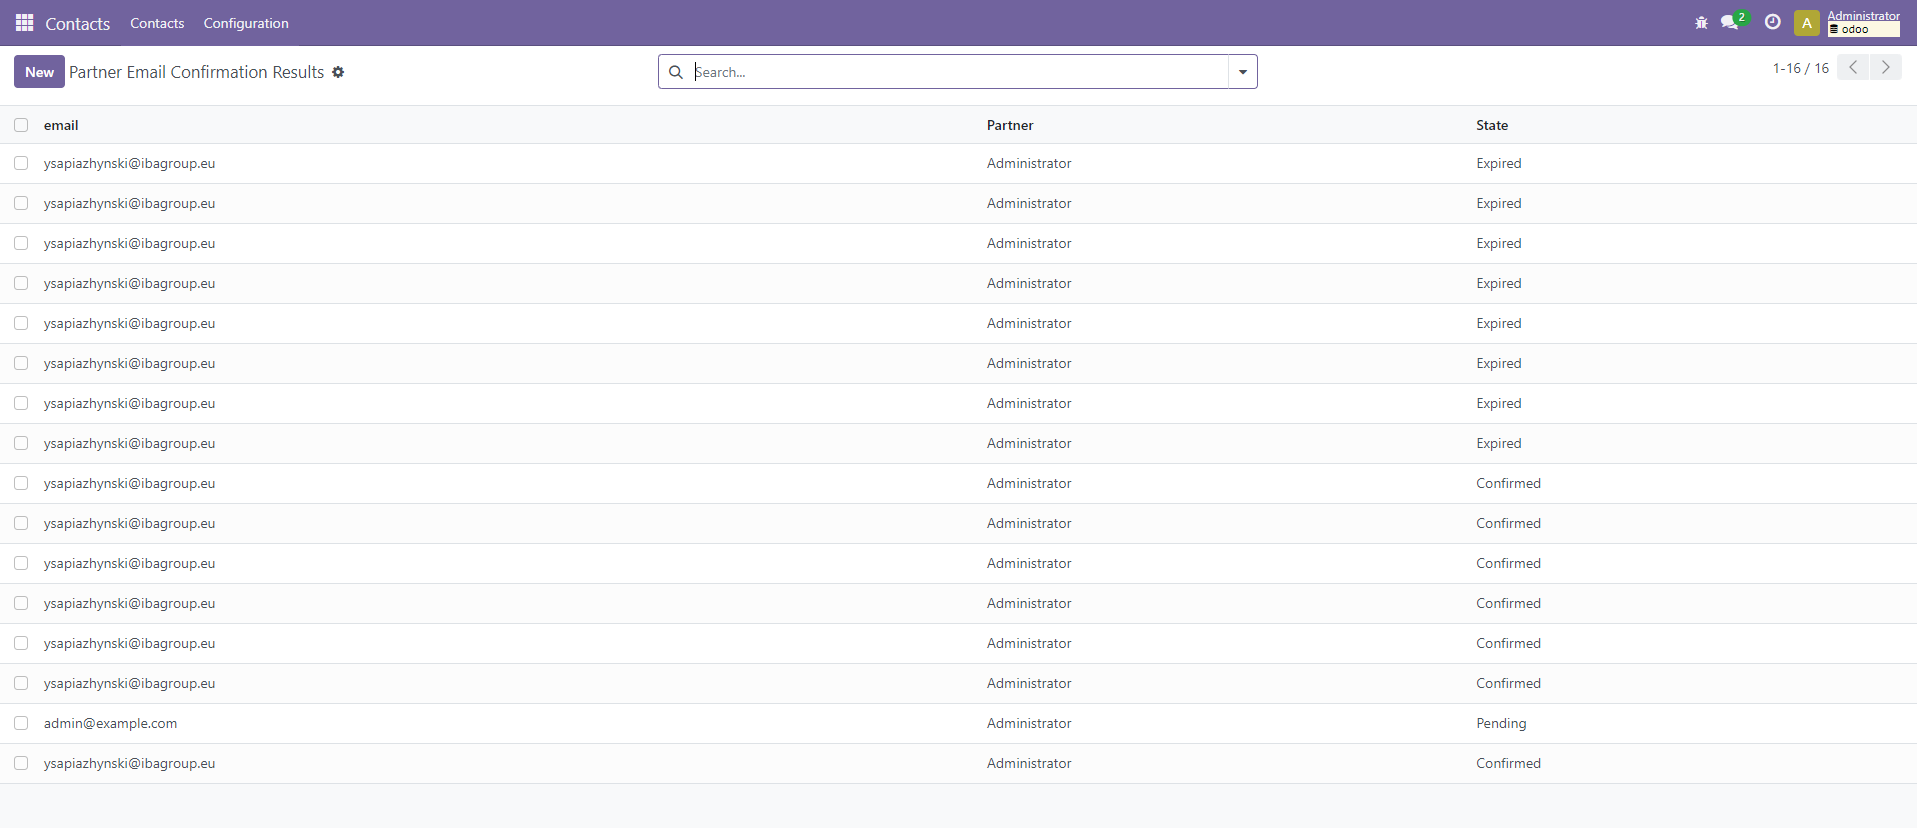 Contacts Contacts Configuration 2 A Administrator
odoo
New Partner Email Confirmation Results Search... 1-16 / 16
email Partner State
ysapiazhynski@ibagroup.eu Administrator Expired
ysapiazhynski@ibagroup.eu Administrator Expired
ysapiazhynski@ibagroup.eu Administrator Expired
ysapiazhynski@ibagroup.eu Administrator Expired
ysapiazhynski@ibagroup.eu Administrator Expired
ysapiazhynski@ibagroup.eu Administrator Expired
ysapiazhynski@ibagroup.eu Administrator Expired
ysapiazhynski@ibagroup.eu Administrator Expired
ysapiazhynski@ibagroup.eu Administrator Confirmed
ysapiazhynski@ibagroup.eu Administrator Confirmed
ysapiazhynski@ibagroup.eu Administrator Confirmed
ysapiazhynski@ibagroup.eu Administrator Confirmed
ysapiazhynski@ibagroup.eu Administrator Confirmed
ysapiazhynski@ibagroup.eu Administrator Confirmed
admin@example.com Administrator Pending
ysapiazhynski@ibagroup.eu Administrator Confirmed